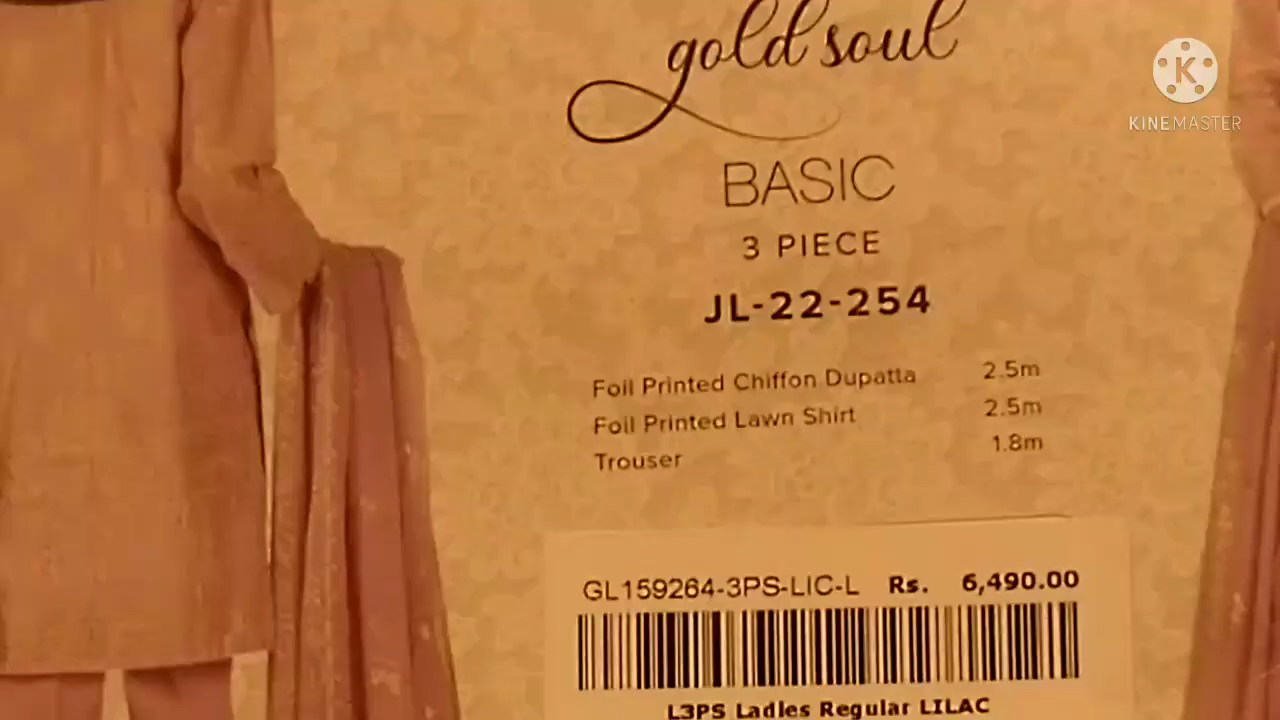 gold soul
KINEMASTER
BASIC
3 PIECE
JL-22-254
Foil Printed Chiffon Dupatta 2.5m
Foil Printed Lawn Shirt 2.5m
Trouser 1.8m
GL159264-3PS-LIC-L Rs. 6,490.00
L3PS Ladies Regular LILAC